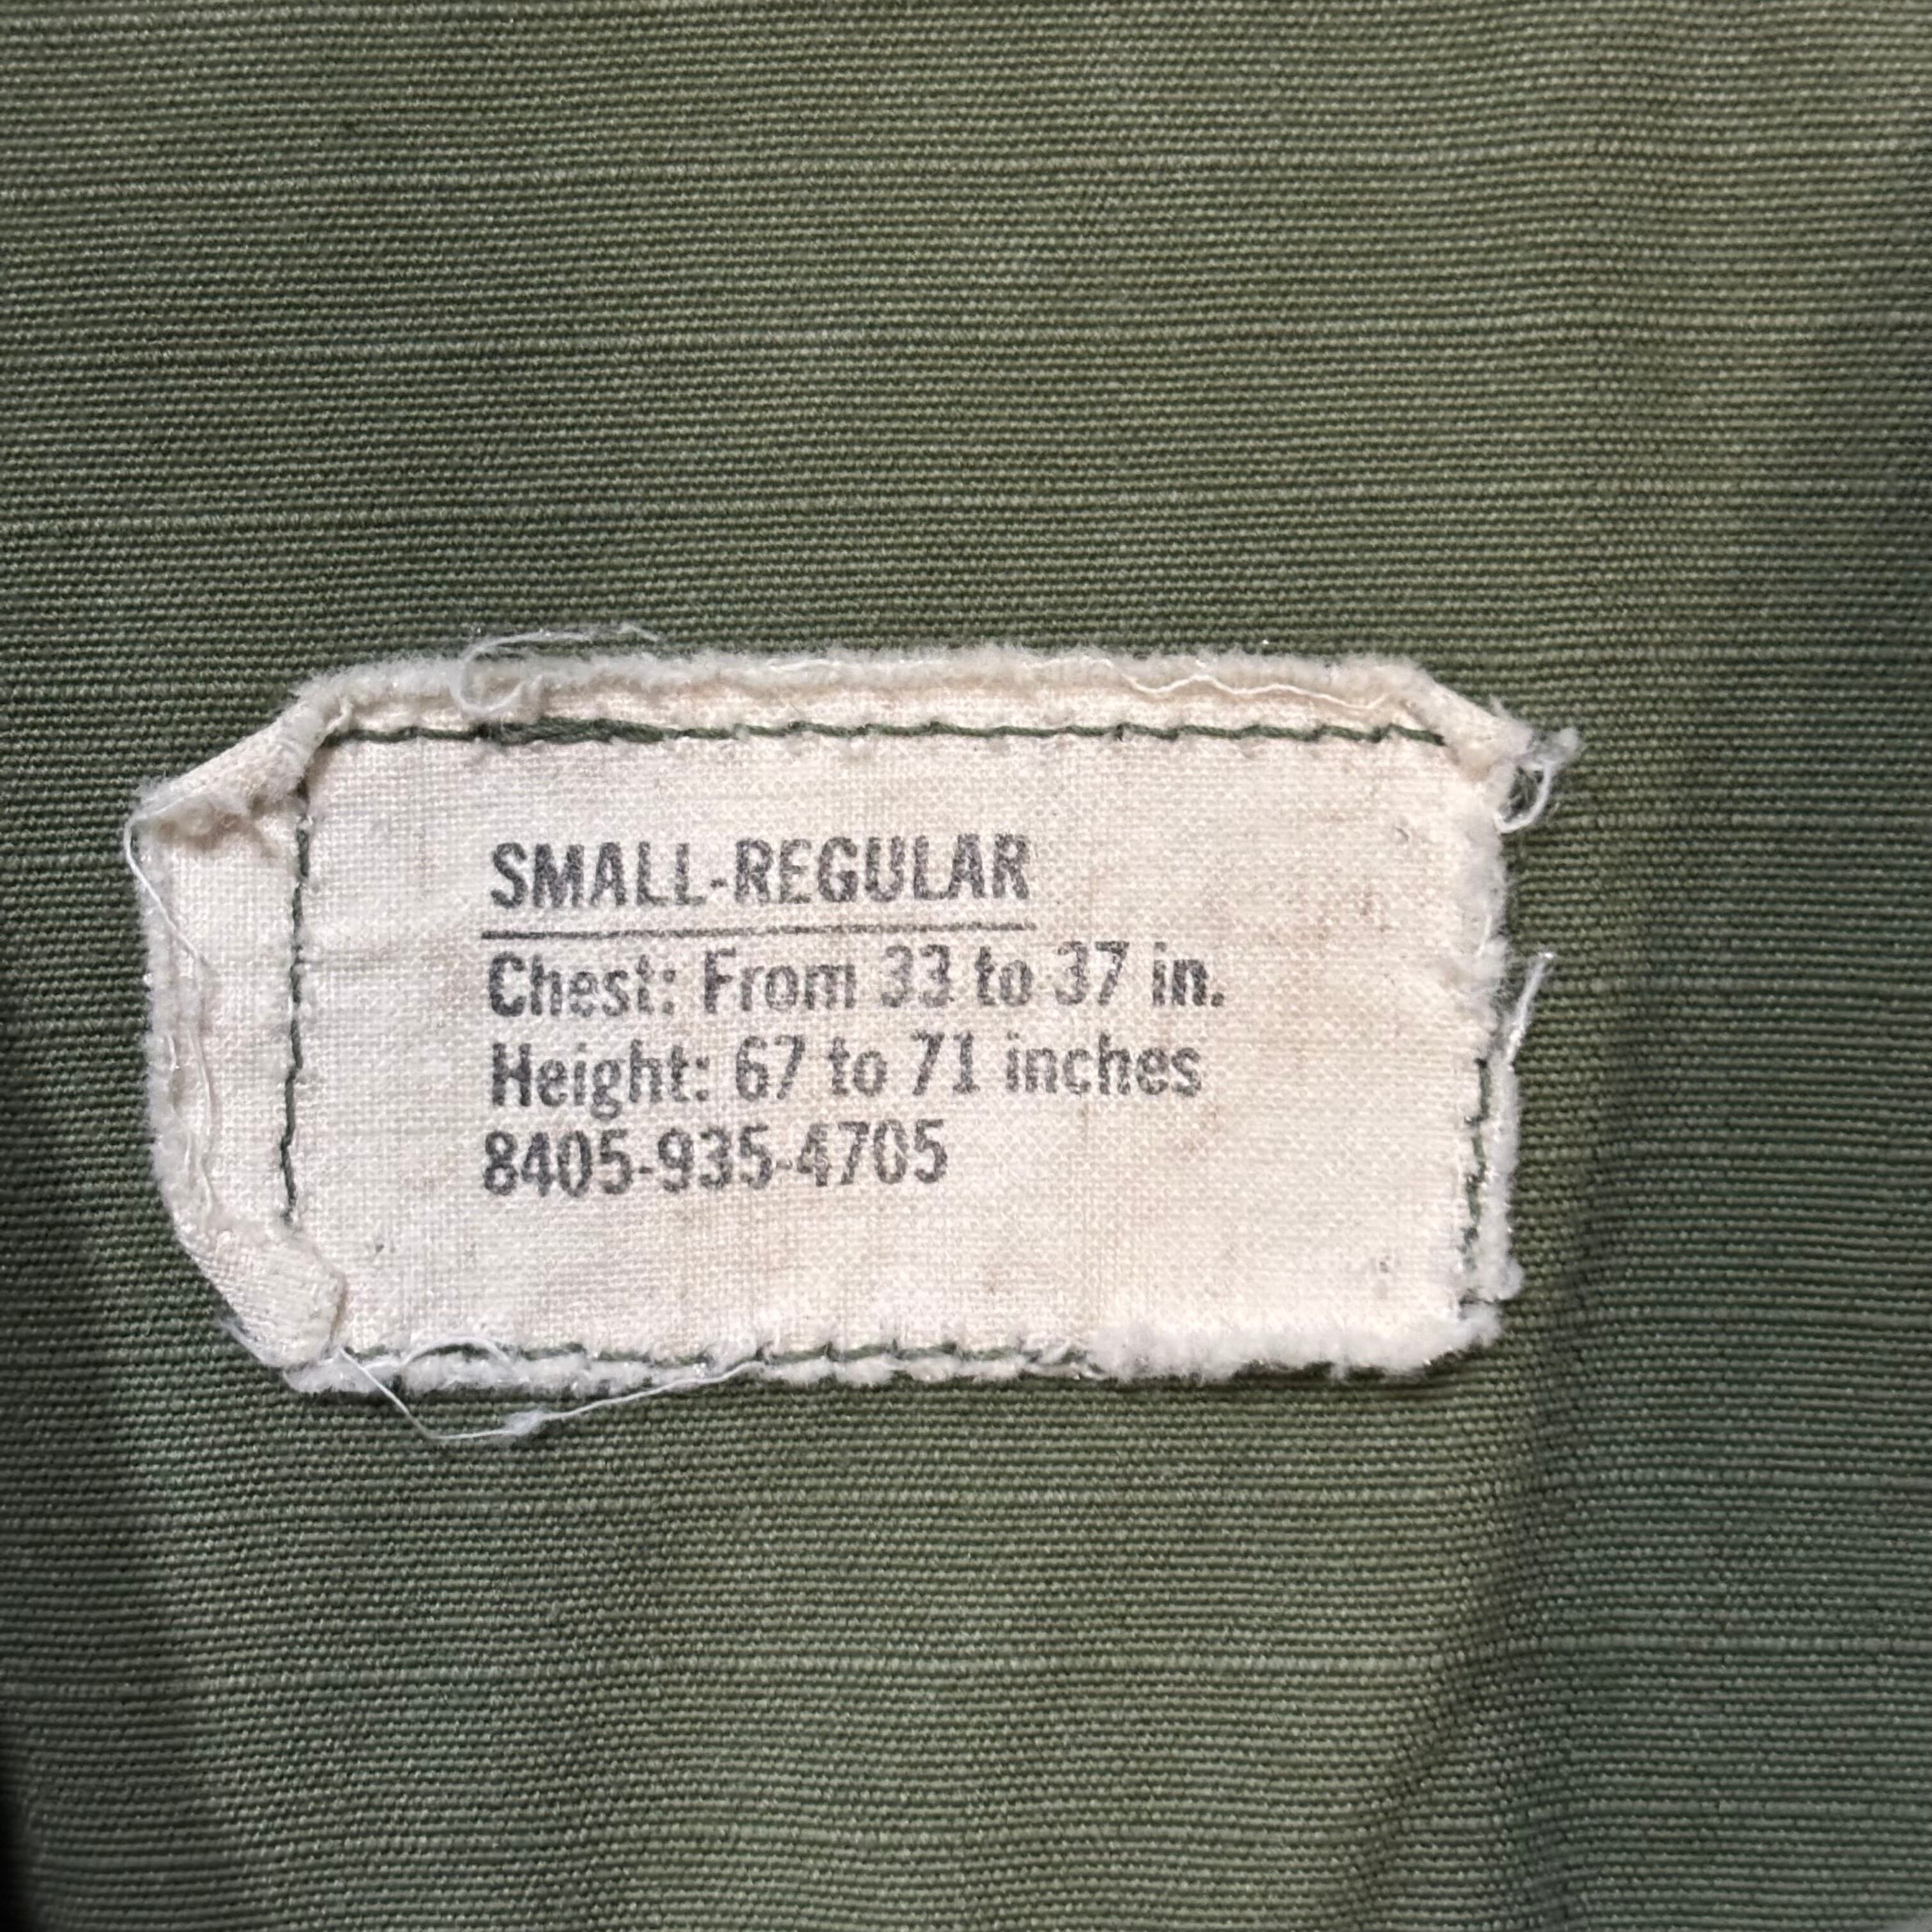 SMALL-REGULAR
Chest: From 33 to 37 in.
Height: 67 to 71 inches
8405-935-4705